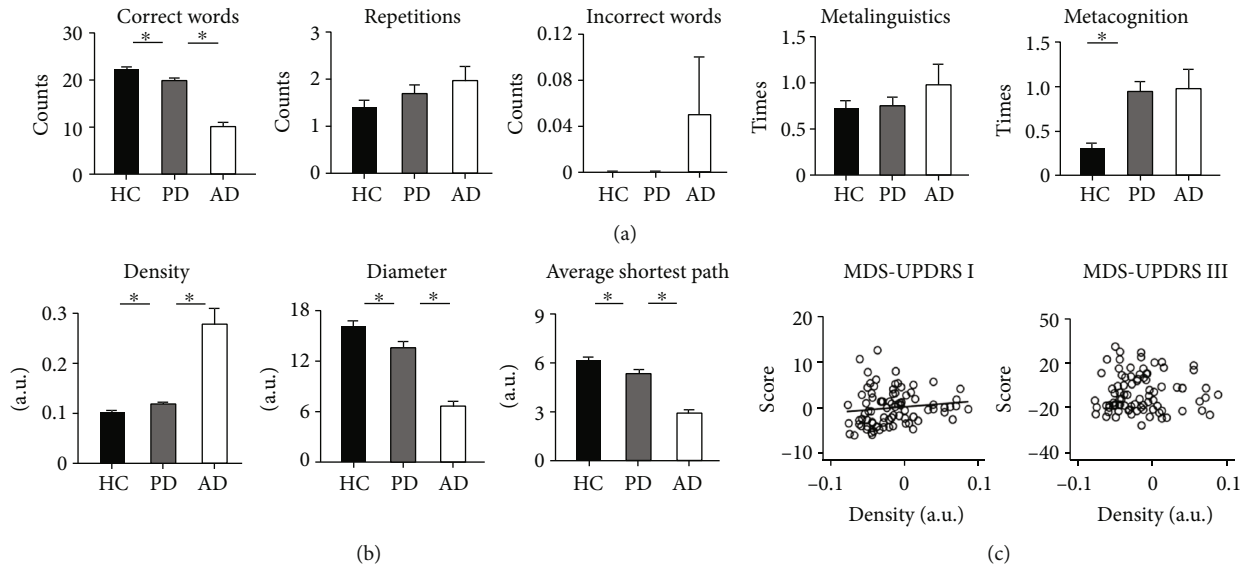 Correct words
* *
30
20
10
0
Counts
HC PD AD
Repetitions
3
2
1
0
Counts
HC PD AD
Incorrect words
0.12
0.08
0.04
0
Counts
HC PD AD
Metalinguistics
1.5
1.0
0.5
0
Times
HC PD AD
Metacognition
*
1.5
1.0
0.5
0
Times
HC PD AD
(a)
Density
* *
0.3
0.2
0.1
0
(a.u.)
HC PD AD
Diameter
* *
18
12
6
0
(a.u.)
HC PD AD
Average shortest path
* *
9
6
3
0
(a.u.)
HC PD AD
(b)
MDS-UPDRS I
20
10
0
−10
Score
−0.1 0 0.1
Density (a.u.)
MDS-UPDRS III
50
20
−20
−40
Score
−0.1 0 0.1
Density (a.u.)
(c)